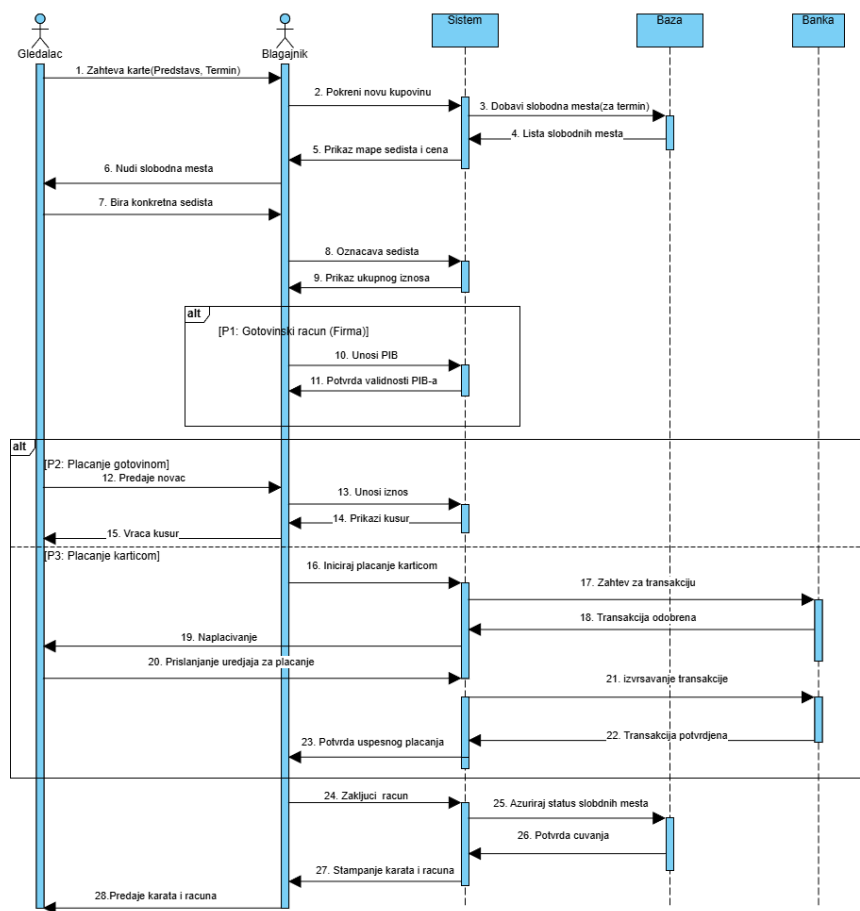 Gledalac
Blagajnik
Sistem
Baza
Banka
1. Zahteva karte(Predstavs, Termin)
2. Pokreni novu kupovinu
3. Dobavi slobodna mesta(za termin)
4. Lista slobodnih mesta
5. Prikaz mape sedista i cena
6. Nudi slobodna mesta
7. Bira konkretna sedista
8. Oznacava sedista
9. Prikaz ukupnog iznosa
alt
[P1: Gotovinski racun (Firma)]
10. Unosi PIB
11. Potvrda validnosti PIB-a
alt
[P2: Placanje gotovinom]
12. Predaje novac
13. Unosi iznos
14. Prikazi kusur
15. Vraca kusur
[P3: Placanje karticom]
16. Iniciraj placanje karticom
17. Zahtev za transakciju
18. Transakcija odobrena
19. Naplacivanje
20. Prislanjanje uredjaja za placanje
21. izvrsavanje transakcije
22. Transakcija potvrdjena
23. Potvrda uspesnog placanja
24. Zakljuci racun
25. Azuriraj status slobdnih mesta
26. Potvrda cuvanja
27. Stampanje karata i racuna
28.Predaje karata i racuna